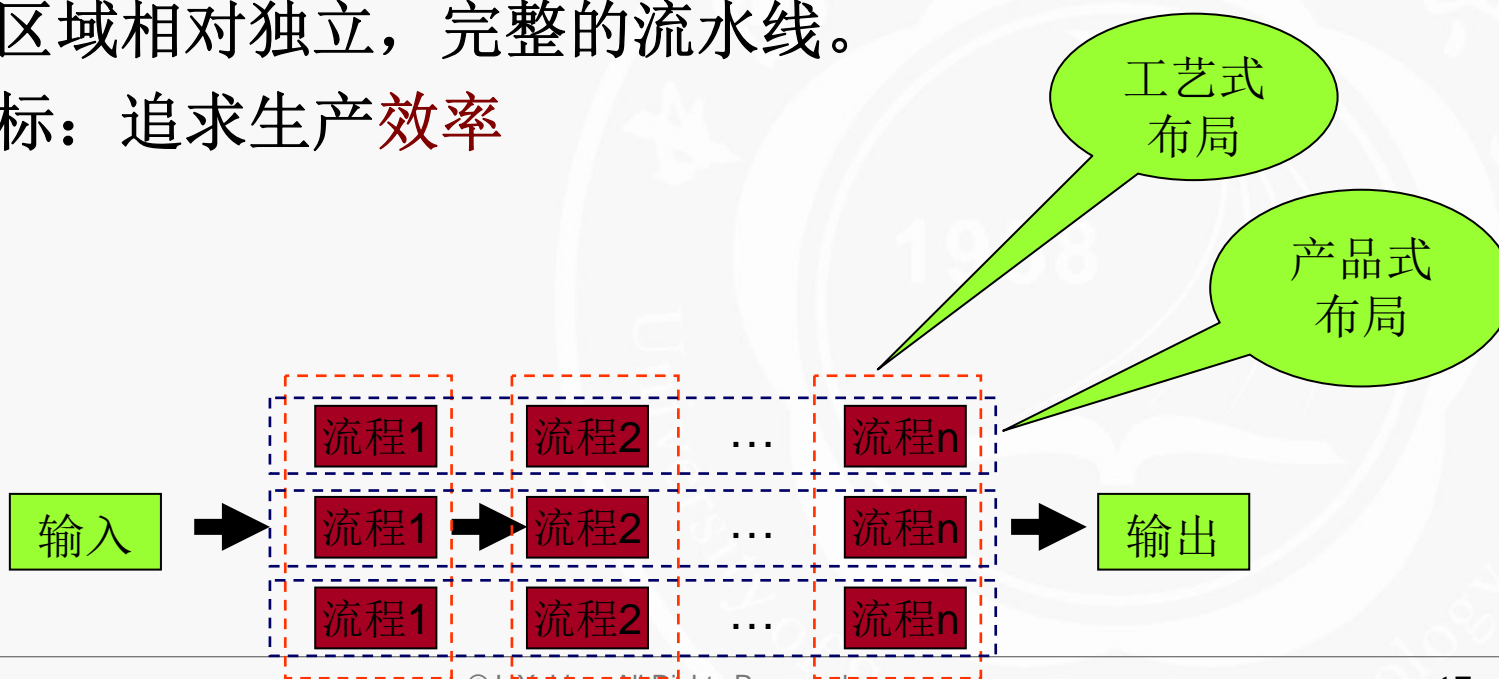 区域相对独立，完整的流水线。
标：追求生产效率
工艺式
布局
产品式
布局
流程1 流程2 … 流程n
输入 流程1 流程2 … 流程n 输出
流程1 流程2 … 流程n
1958